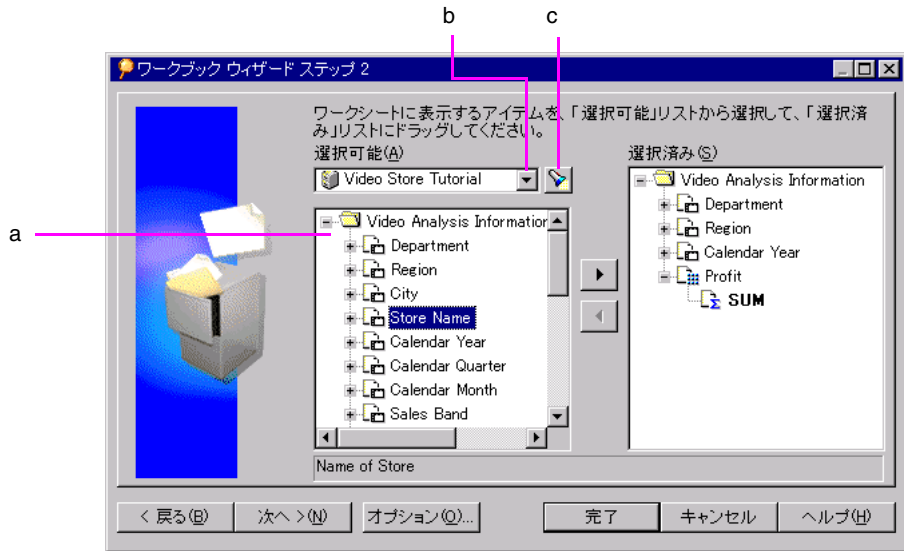 b
c
ワークブック ウィザード ステップ 2
ワークシートに表示するアイテムを、「選択可能」リストから選択して、「選択済
み」リストにドラッグしてください。
選択可能(A)
選択済み(S)
Video Store Tutorial
a
Video Analysis Information
Department
Region
City
Store Name
Calendar Year
Calendar Quarter
Calendar Month
Sales Band
Video Analysis Information
Department
Region
Calendar Year
Profit
SUM
Name of Store
< 戻る(B)
次へ >(N)
オプション(O)...
完了
キャンセル
ヘルプ(H)